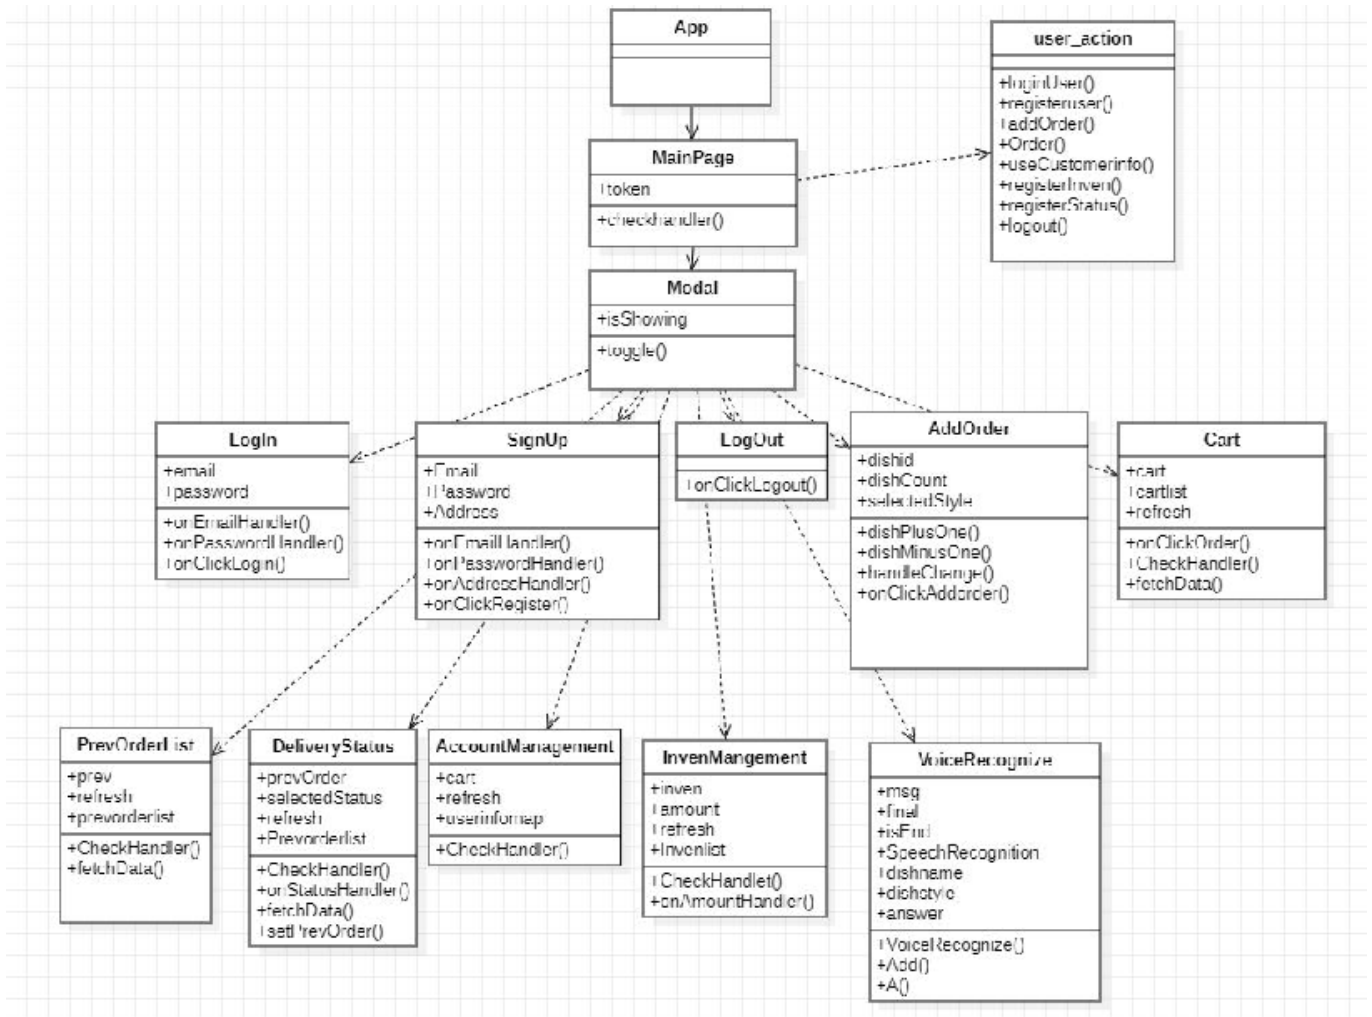 App
user_action
+loginUser()
+registeruser()
+addOrder()
+Order()
+useCustomerinfo()
+registerInven()
+registerStatus()
+logout()
MainPage
+token
+checkhandler()
Modal
+isShowing
+toggle()
LogIn
+email
+password
+onEmailHandler()
+onPasswordHandler()
+onClickLogin()
SignUp
+Email
+Password
+Address
+onEmailHandler()
+onPasswordHandler()
+onAddressHandler()
+onClickRegister()
LogOut
+onClickLogout()
AddOrder
+dishid
+dishCount
+selectedStyle
+dishPlusOne()
+dishMinusOne()
+handleChange()
+onClickAddorder()
Cart
+cart
+cartlist
+refresh
+onClickOrder()
+CheckHandler()
+fetchData()
PrevOrderList
+prev
+refresh
+prevorderlist
+CheckHandler()
+fetchData()
DeliveryStatus
+prevOrder
+selectedStatus
+refresh
+Prevorderlist
+CheckHandler()
+onStatusHandler()
+fetchData()
+setPrevOrder()
AccountManagement
+cart
+refresh
+userinfomap
+CheckHandler()
InvenMangement
+inven
+amount
+refresh
+Invenlist
+CheckHandlet()
+onAmountHandler()
VoiceRecognize
+msg
+final
+isEnd
+SpeechRecognition
+dishname
+dishstyle
+answer
+VoiceRecognize()
+Add()
+A()